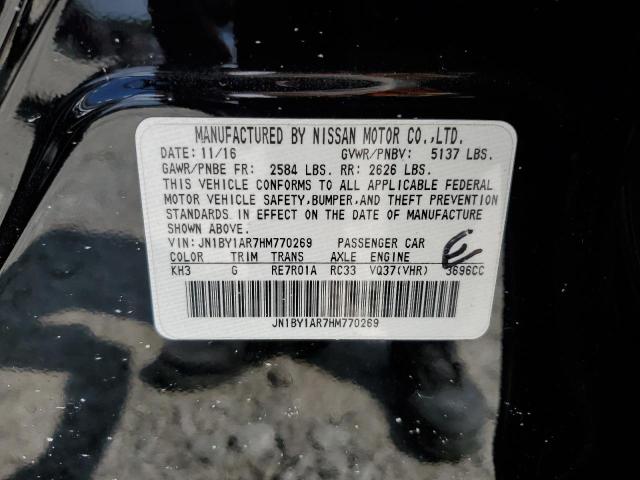 MANUFACTURED BY NISSAN MOTOR CO.,LTD.
DATE: 11/16 GVWR/PNBV: 5137 LBS.
GAWR/PNBE FR: 2584 LBS. RR: 2626 LBS.
THIS VEHICLE CONFORMS TO ALL APPLICABLE FEDERAL
MOTOR VEHICLE SAFETY, BUMPER, AND THEFT PREVENTION
STANDARDS IN EFFECT ON THE DATE OF MANUFACTURE
SHOWN ABOVE.
VIN: JN1BY1AR7HM770269 PASSENGER CAR
COLOR TRIM TRANS AXLE ENGINE
KH3 G RE7R01A RC33 VQ37(VHR) 3696CC
JN1BY1AR7HM770269